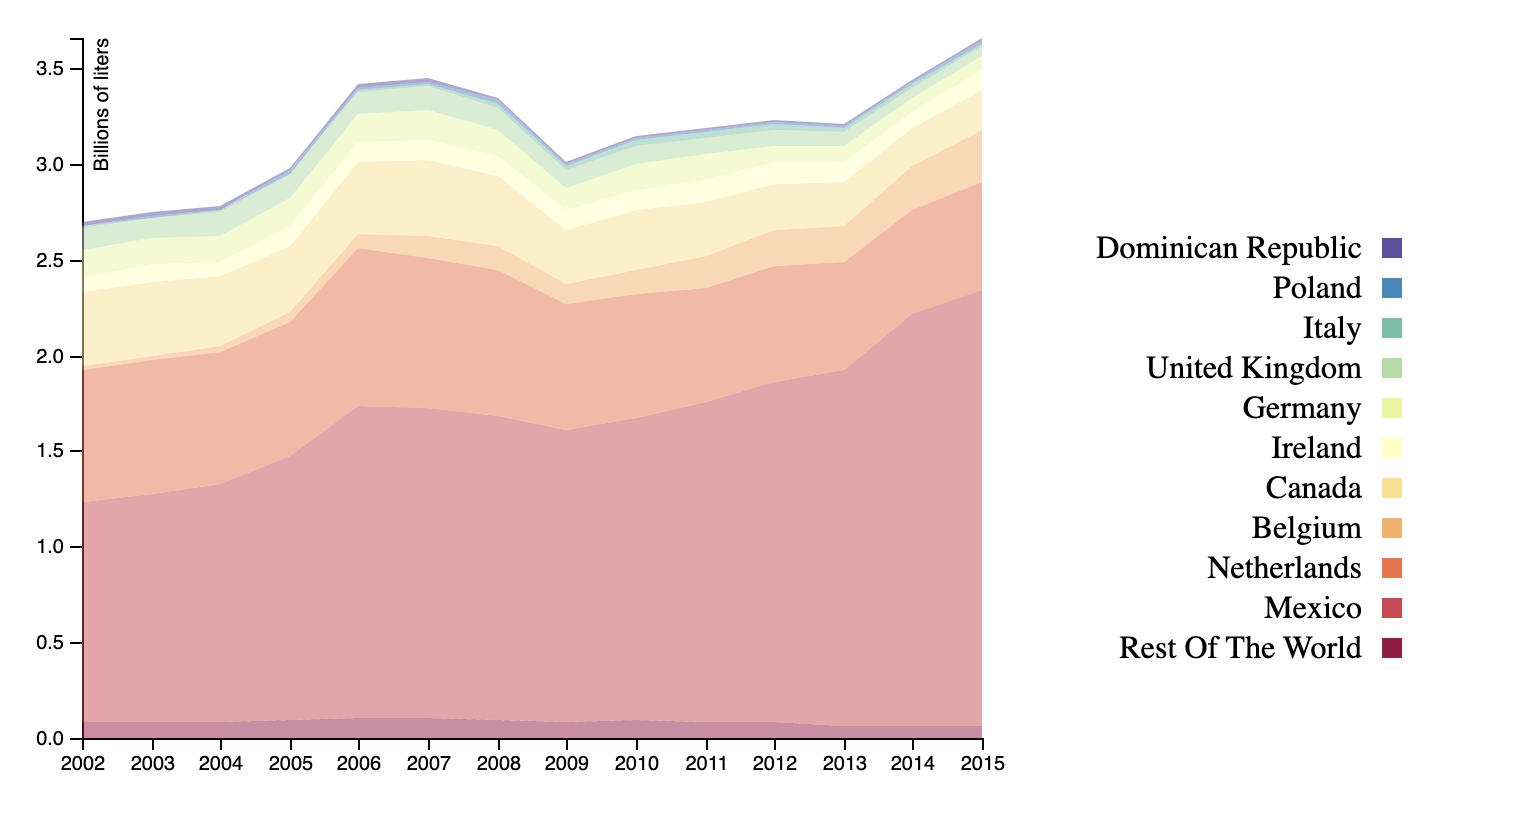 Billions of liters
3.5
3.0
2.5
2.0
1.5
1.0
0.5
0.0
2002 2003 2004 2005 2006 2007 2008 2009 2010 2011 2012 2013 2014 2015
Dominican Republic
Poland
Italy
United Kingdom
Germany
Ireland
Canada
Belgium
Netherlands
Mexico
Rest Of The World